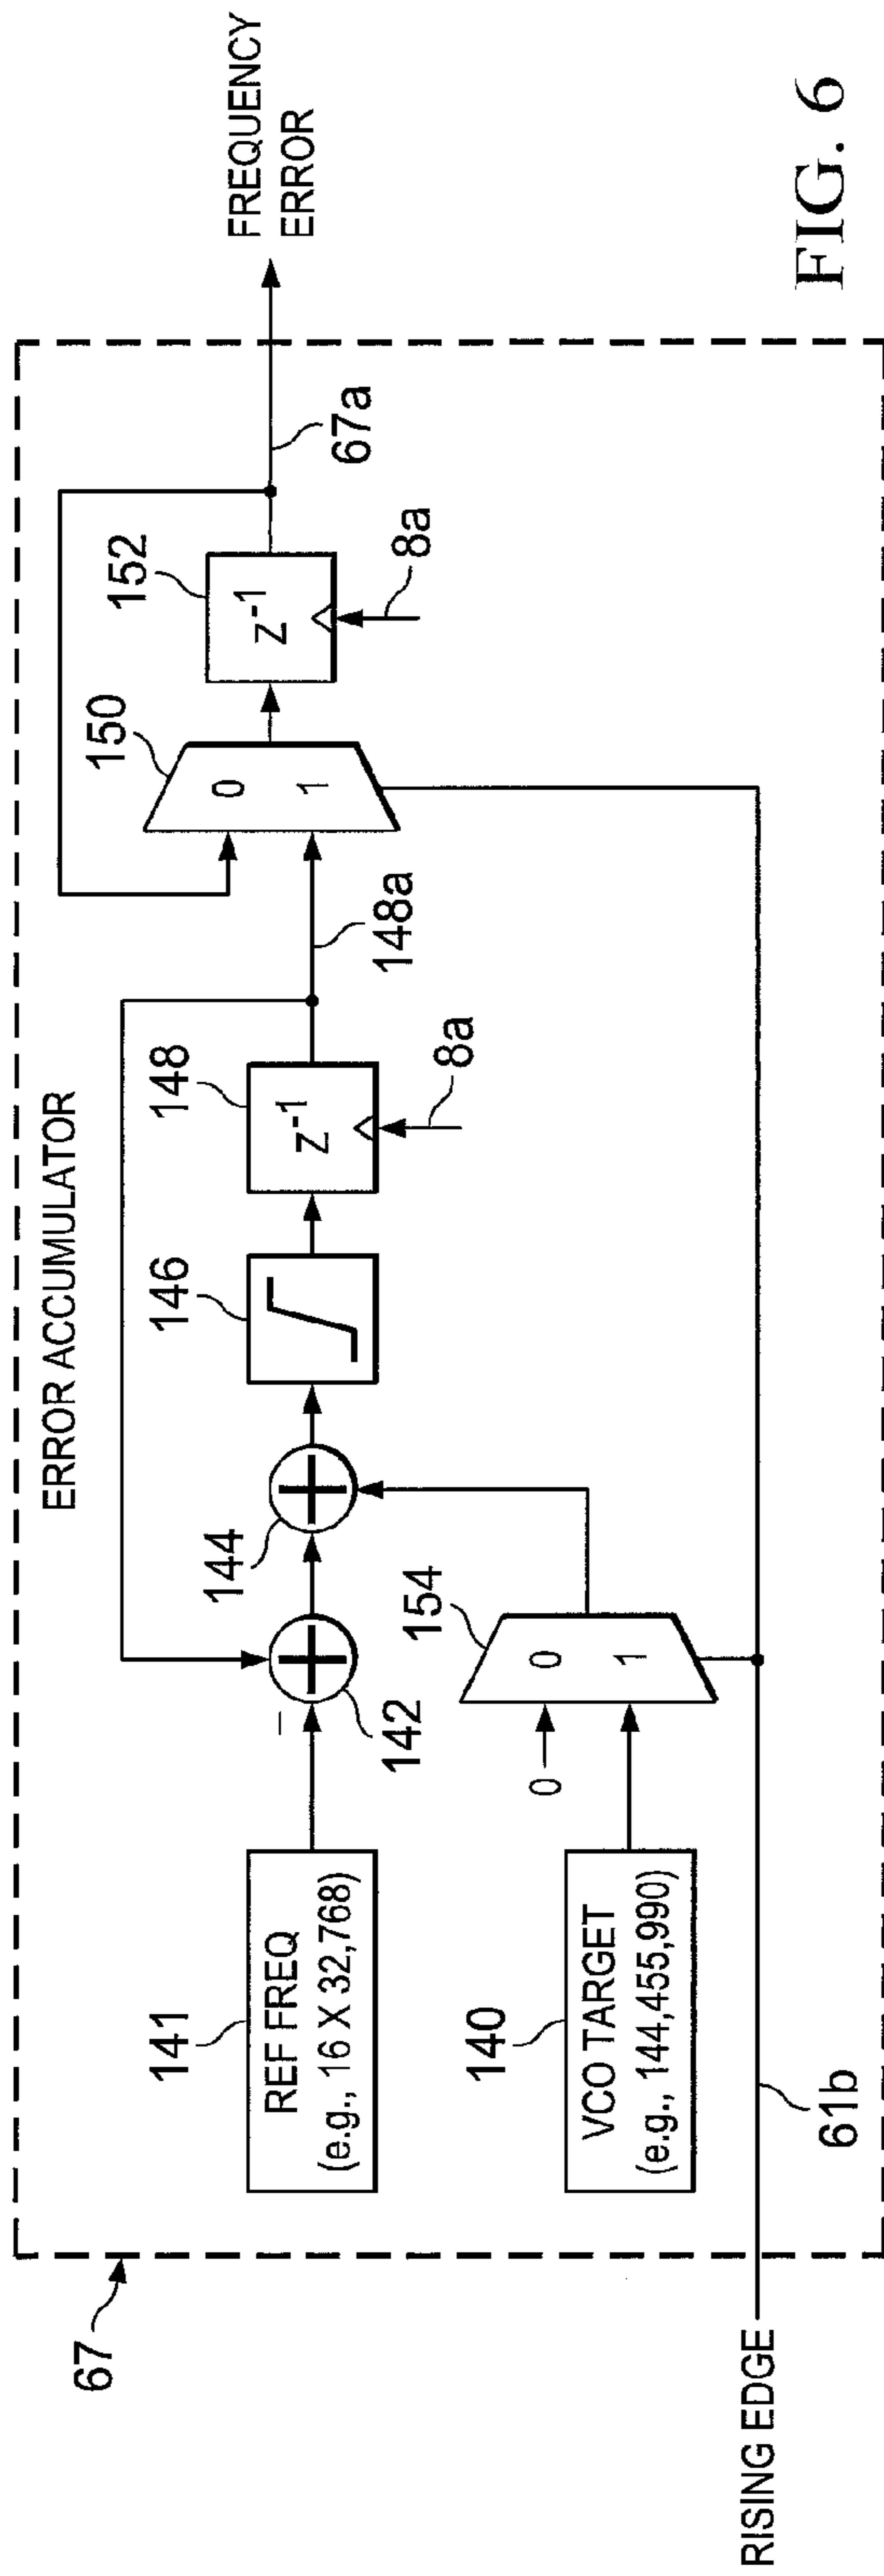 67
ERROR ACCUMULATOR
141
REF FREQ
(e.g., 16 X 32,768)
−
142
144
146
148
z-1
8a
148a
150
0
1
152
z-1
8a
67a
FREQUENCY
ERROR
140
VCO TARGET
(e.g., 144,455,990)
0
154
0
1
RISING EDGE
61b
FIG. 6